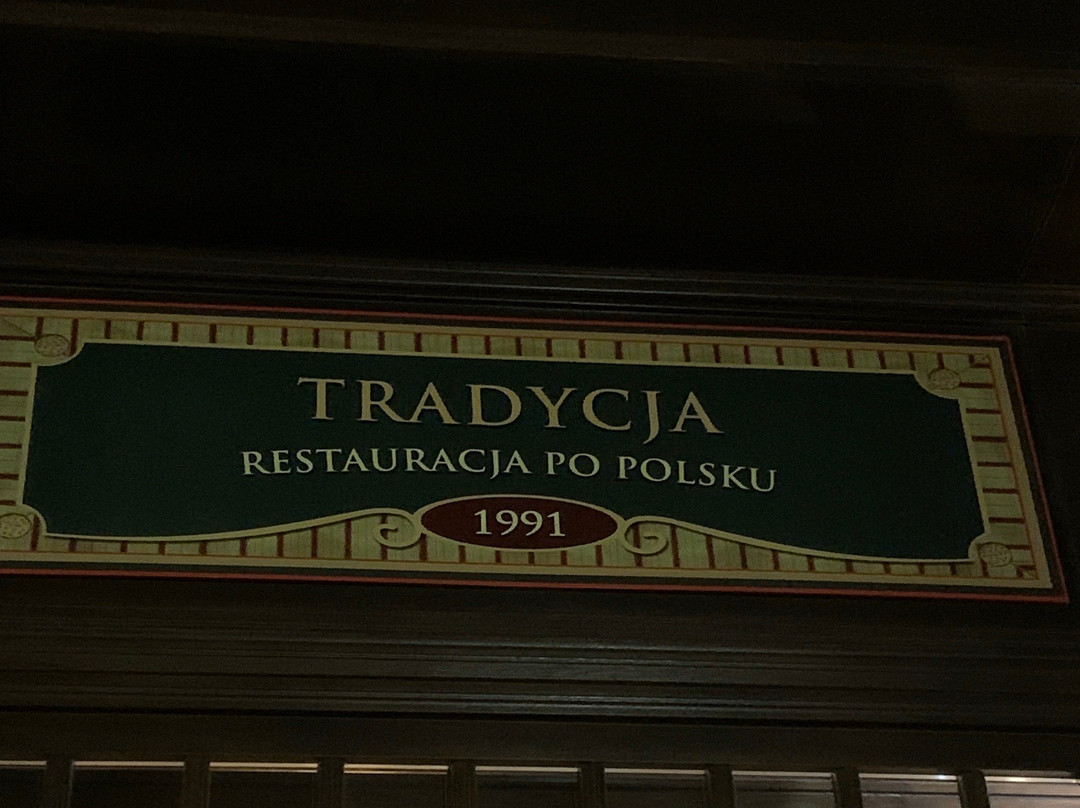 TRADYCJA
RESTAURACJA PO POLSKU
1991